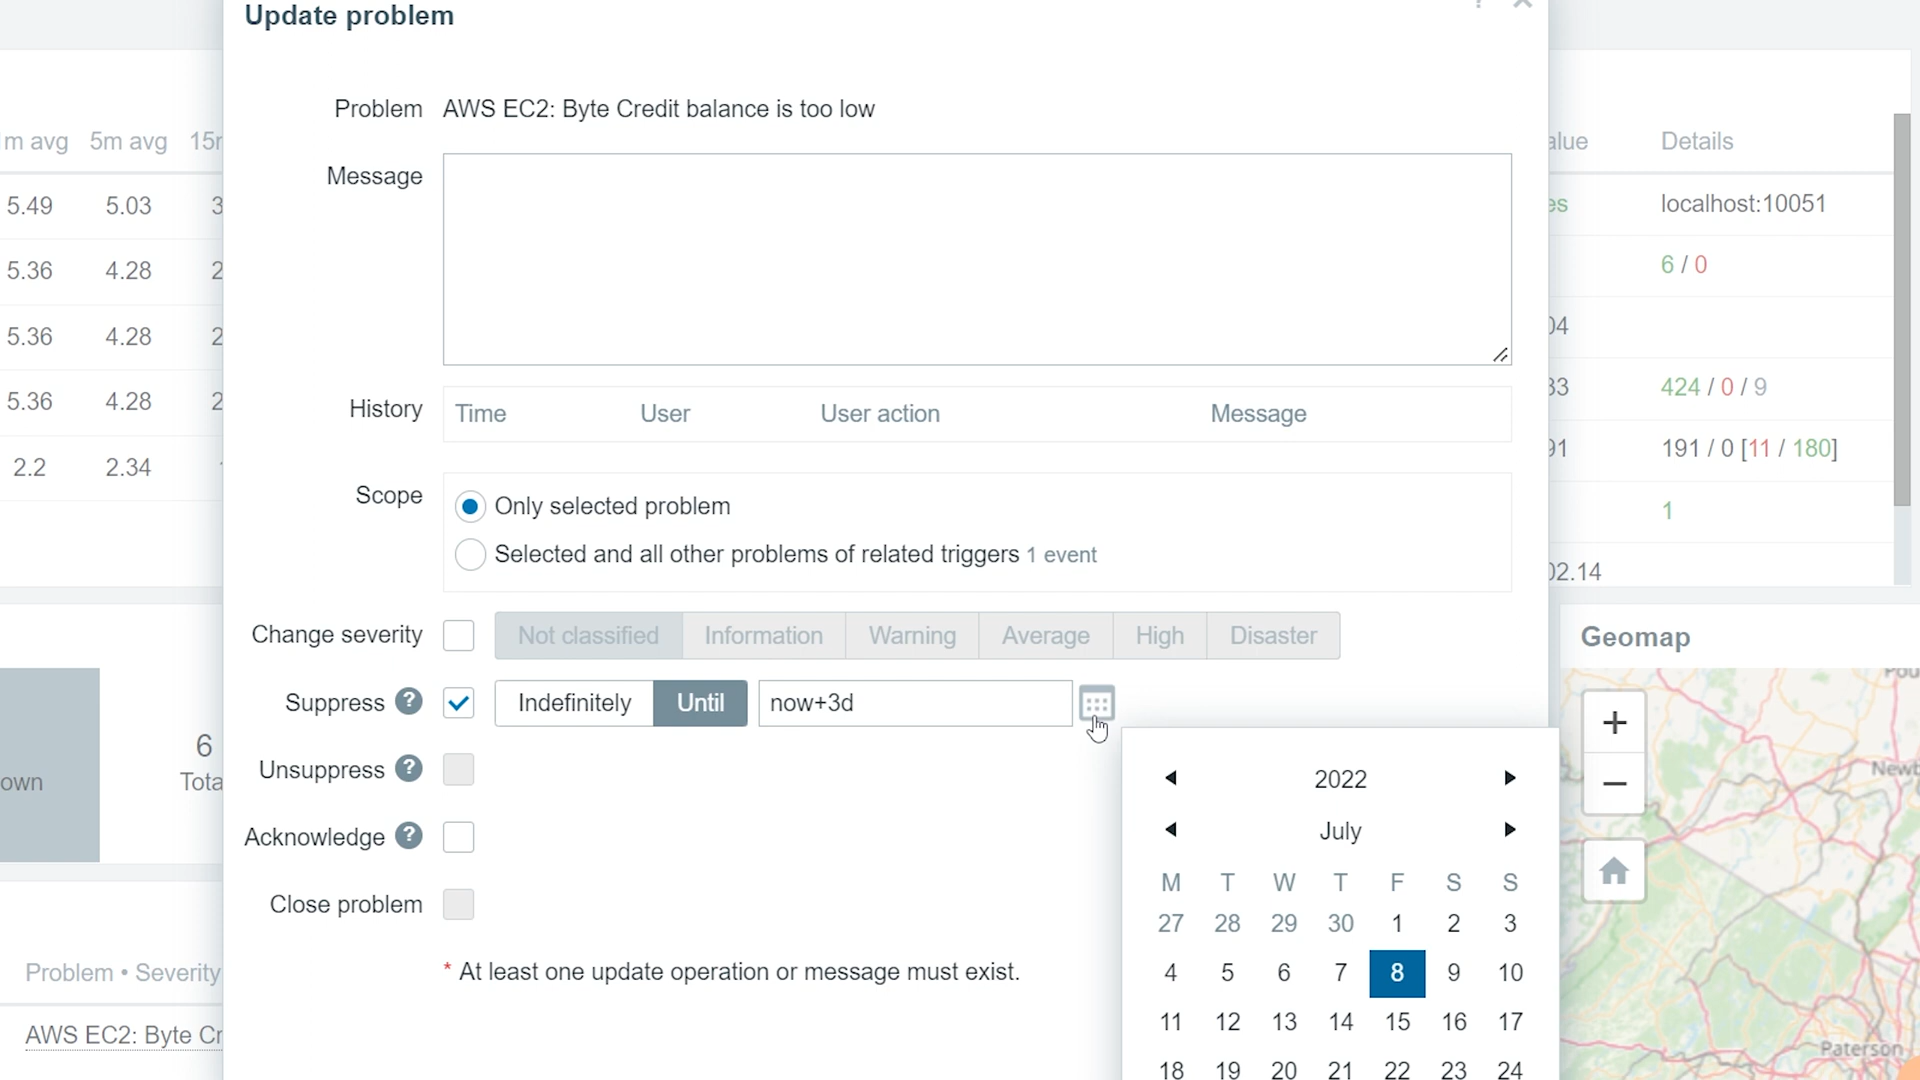 Update problem
?
Problem AWS EC2: Byte Credit balance is too low
m avg 5m avg
Details
Message
5.49 5.03
localhost:10051
5.36 4.28
6 / 0
5.36 4.28
424 / 0 / 9
5.36 4.28
History Time User User action Message
191 / 0 [11 / 180]
2.2 2.34
Scope
Only selected problem
1
Selected and all other problems of related triggers 1 event
02.14
Change severity Not classified Information Warning Average High Disaster
Geomap
Suppress ? Indefinitely Until now+3d
+
6
Unsuppress ?
2022
−
own
Tota
Acknowledge ?
July
M T W T F S S
Close problem
27 28 29 30 1 2 3
Problem • Severity
* At least one update operation or message must exist.
4 5 6 7 8 9 10
AWS EC2: Byte Cr
11 12 13 14 15 16 17
Paterson
18 19 20 21 22 23 24